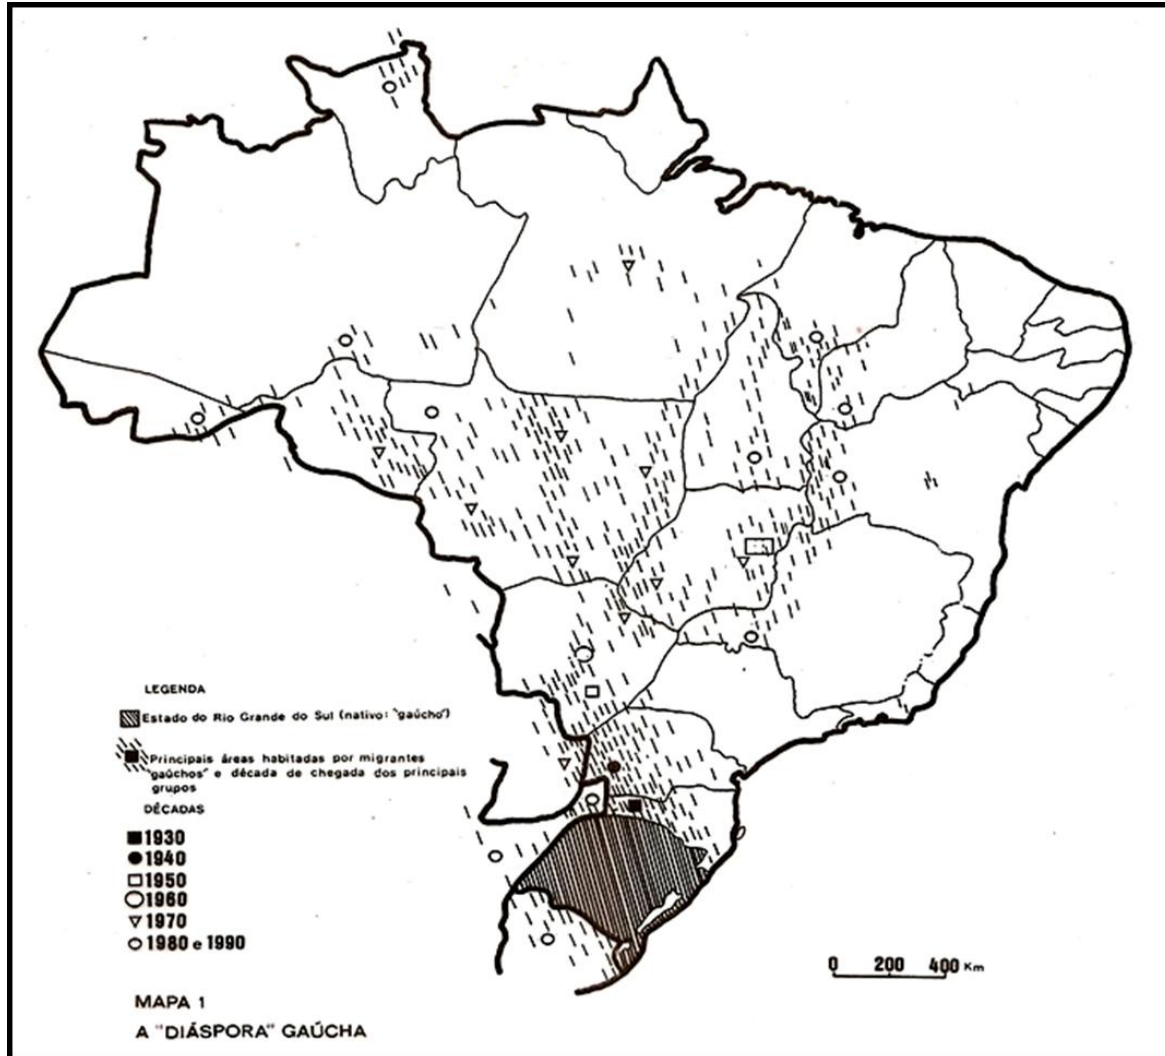 LEGENDA
Estado do Rio Grande do Sul (nativo: "gaúcho")
Principais áreas habitadas por migrantes
"gaúchos" e década de chegada dos principais
grupos
DÉCADAS
1930
1940
1950
1960
1970
1980 e 1990
0 200 400 Km
MAPA 1
A "DIÁSPORA" GAÚCHA